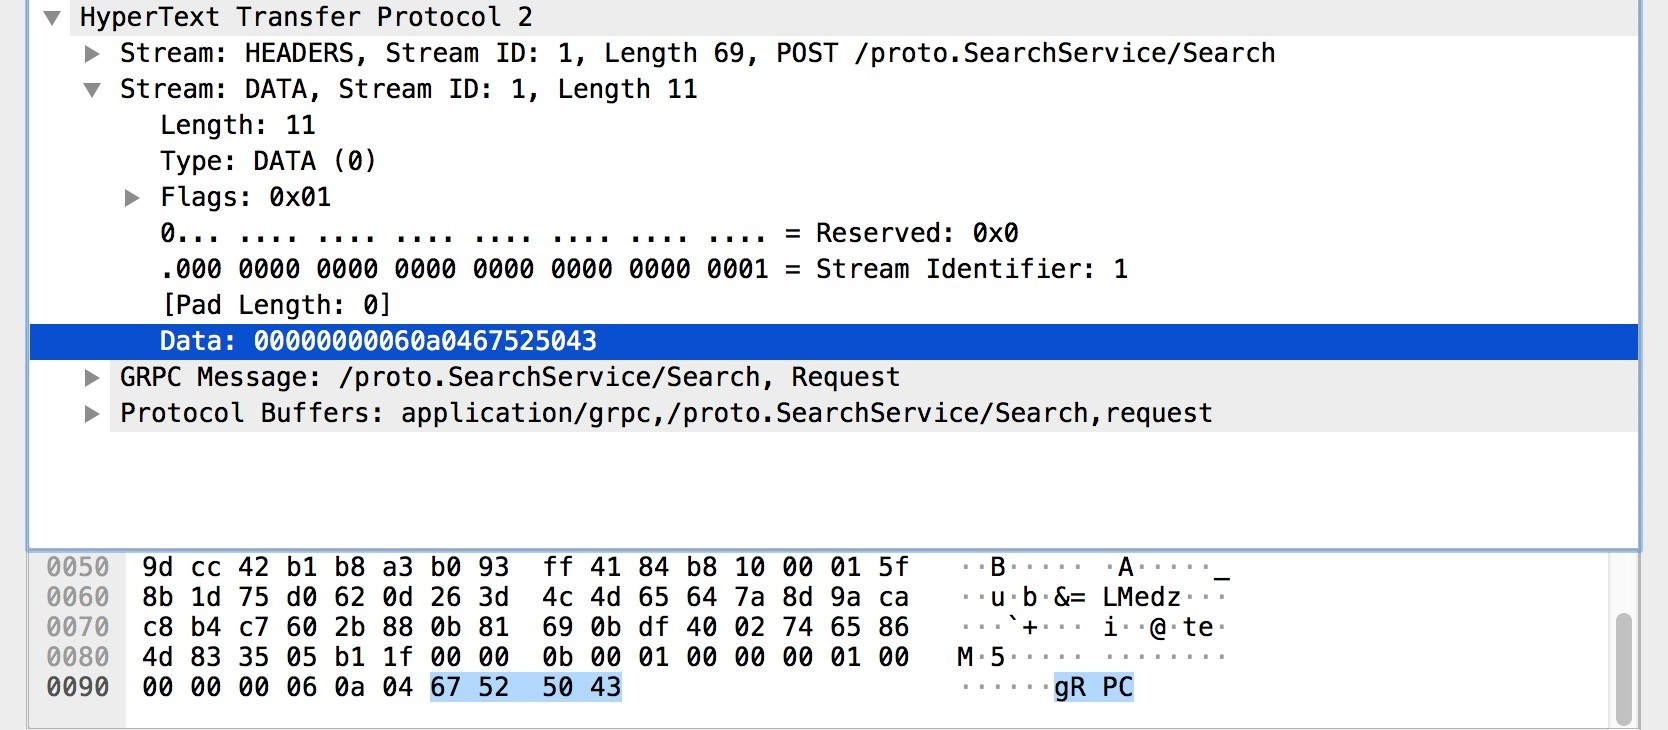 HyperText Transfer Protocol 2
Stream: HEADERS, Stream ID: 1, Length 69, POST /proto.SearchService/Search
Stream: DATA, Stream ID: 1, Length 11
Length: 11
Type: DATA (0)
Flags: 0x01
0... .... .... .... .... .... .... .... = Reserved: 0x0
.000 0000 0000 0000 0000 0000 0000 0001 = Stream Identifier: 1
[Pad Length: 0]
Data: 00000000060a0467525043
GRPC Message: /proto.SearchService/Search, Request
Protocol Buffers: application/grpc,/proto.SearchService/Search,request
0050 9d cc 42 b1 b8 a3 b0 93 ff 41 84 b8 10 00 01 5f ··B····· ·A·····_
0060 8b 1d 75 d0 62 0d 26 3d 4c 4d 65 64 7a 8d 9a ca ··u·b·&= LMedz···
0070 c8 b4 c7 60 2b 88 0b 81 69 0b df 40 02 74 65 86 ···`+··· i··@·te·
0080 4d 83 35 05 b1 1f 00 00 0b 00 01 00 00 00 01 00 M·5····· ········
0090 00 00 00 06 0a 04 67 52 50 43 ······gR PC